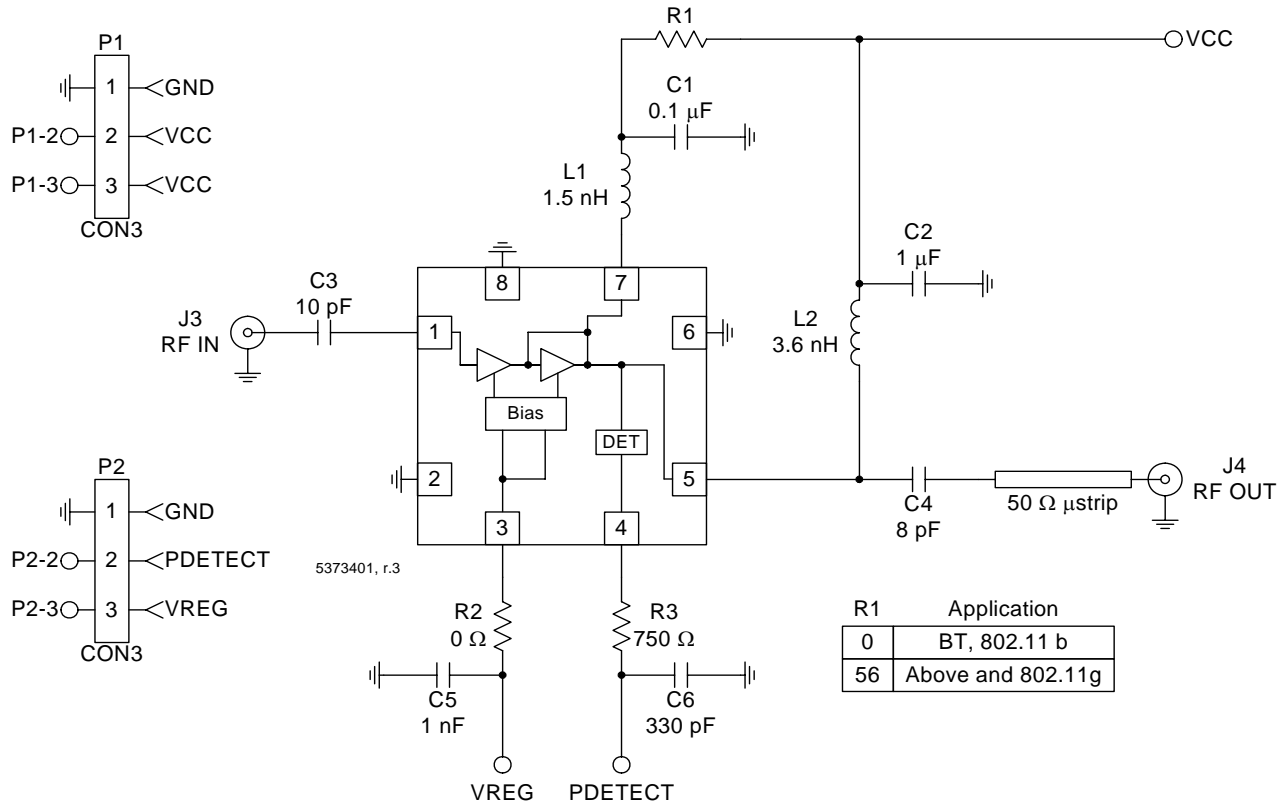 R1
P1
VCC
1
GND
C1
0.1 μF
P1-2
2
VCC
L1
1.5 nH
P1-3
3
VCC
CON3
C2
1 μF
8
7
C3
10 pF
J3
RF IN
1
6
L2
3.6 nH
Bias
DET
P2
2
5
J4
RF OUT
1
GND
C4
8 pF
50 Ω μstrip
3
4
P2-2
2
PDETECT
5373401, r.3
P2-3
3
VREG
CON3
R2
0 Ω
R3
750 Ω
R1 Application
0 BT, 802.11 b
56 Above and 802.11g
C5
1 nF
C6
330 pF
VREG
PDETECT